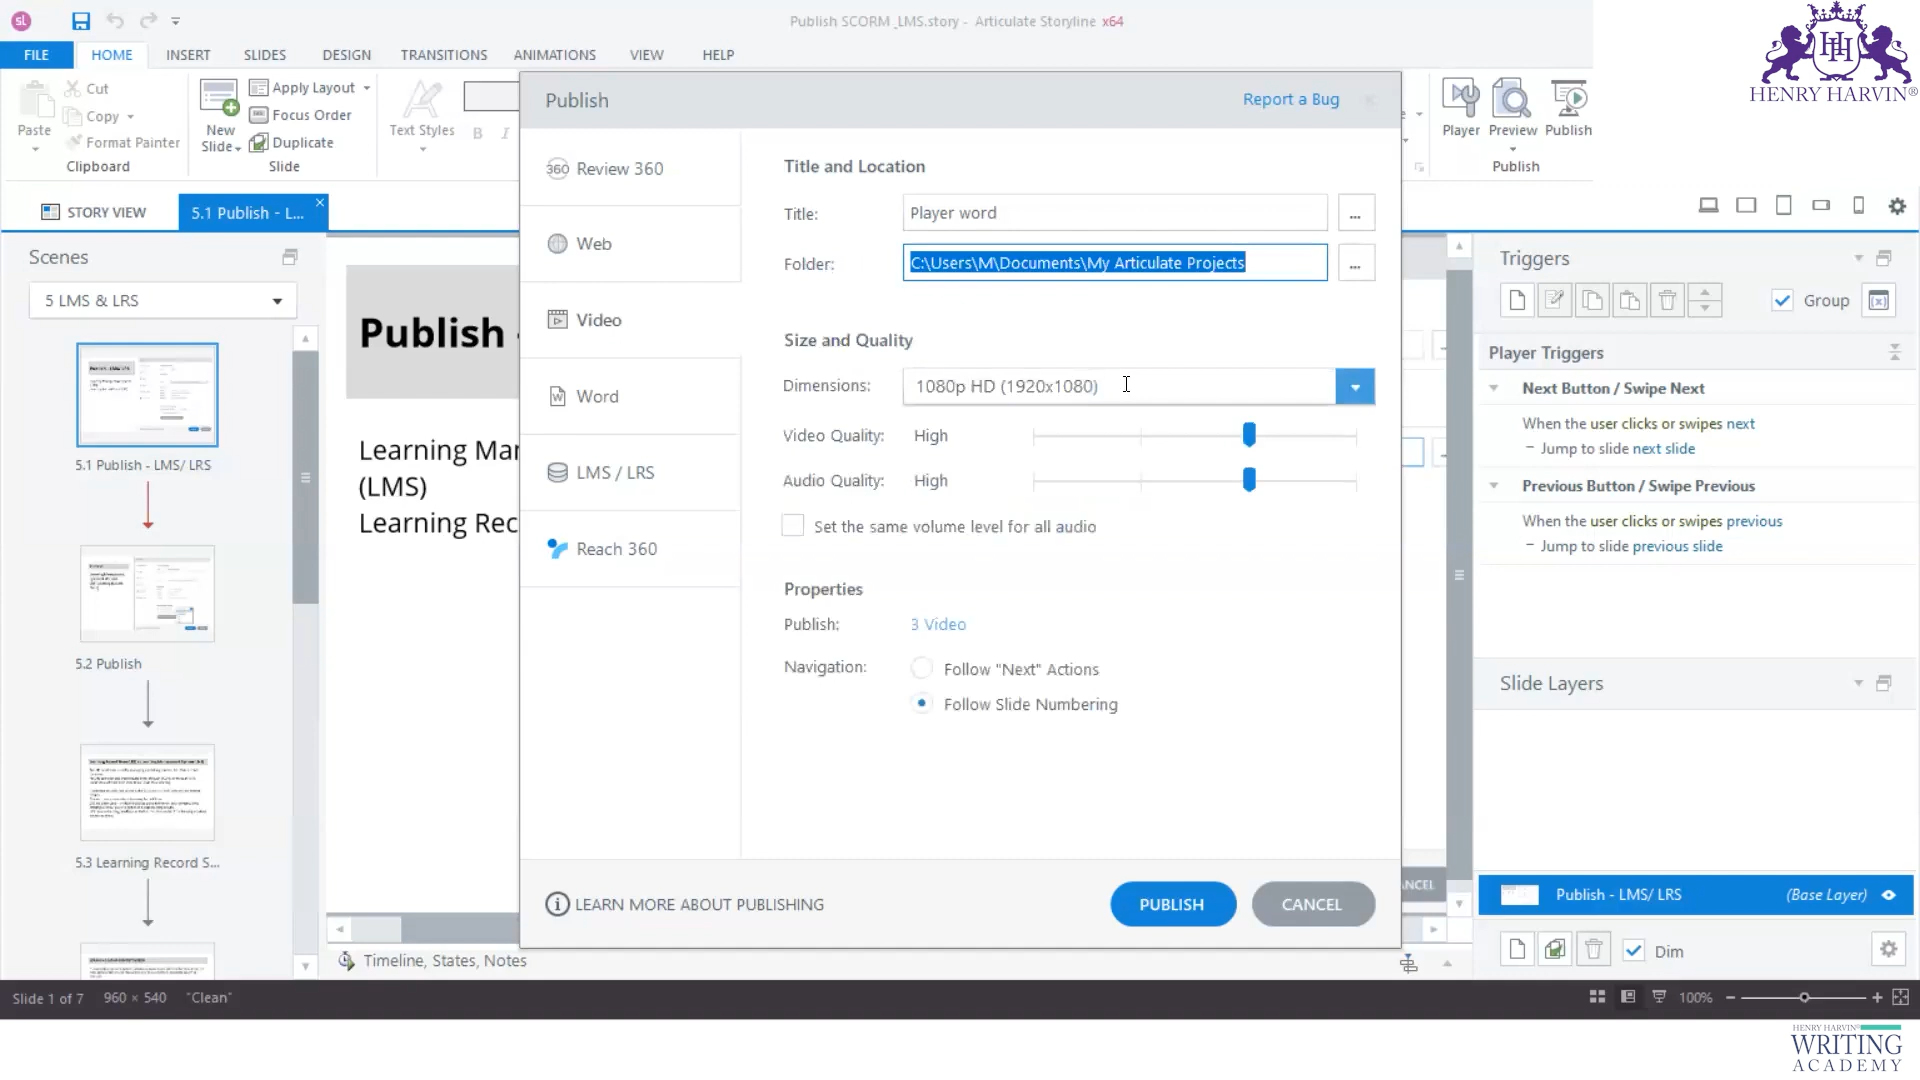 Publish SCORM _LMS.story - Articulate Storyline x64
FILE HOME INSERT SLIDES DESIGN TRANSITIONS ANIMATIONS VIEW HELP
Cut
Copy
Format Painter
Paste
Clipboard
New Slide
Apply Layout
Focus Order
Duplicate
Slide
Text Styles
B I
Player Preview Publish
Publish
HENRY HARVIN®
STORY VIEW
5.1 Publish - L...
Scenes
5 LMS & LRS
5.1 Publish - LMS/ LRS
5.2 Publish
5.3 Learning Record S...
Publish -
Learning Mar
(LMS)
Learning Rec
Publish
Report a Bug
360 Review 360
Web
Video
Word
LMS / LRS
Reach 360
Title and Location
Title: Player word ...
Folder: C:\Users\M\Documents\My Articulate Projects ...
Size and Quality
Dimensions: 1080p HD (1920x1080)
Video Quality: High
Audio Quality: High
Set the same volume level for all audio
Properties
Publish: 3 Video
Navigation: Follow "Next" Actions
Follow Slide Numbering
LEARN MORE ABOUT PUBLISHING
PUBLISH CANCEL
NCEL
Triggers
Group
Player Triggers
Next Button / Swipe Next
When the user clicks or swipes next
– Jump to slide next slide
Previous Button / Swipe Previous
When the user clicks or swipes previous
– Jump to slide previous slide
Slide Layers
Publish - LMS/ LRS (Base Layer)
Dim
Timeline, States, Notes
Slide 1 of 7 960 × 540 "Clean" 100%
HENRY HARVIN®
WRITING
ACADEMY